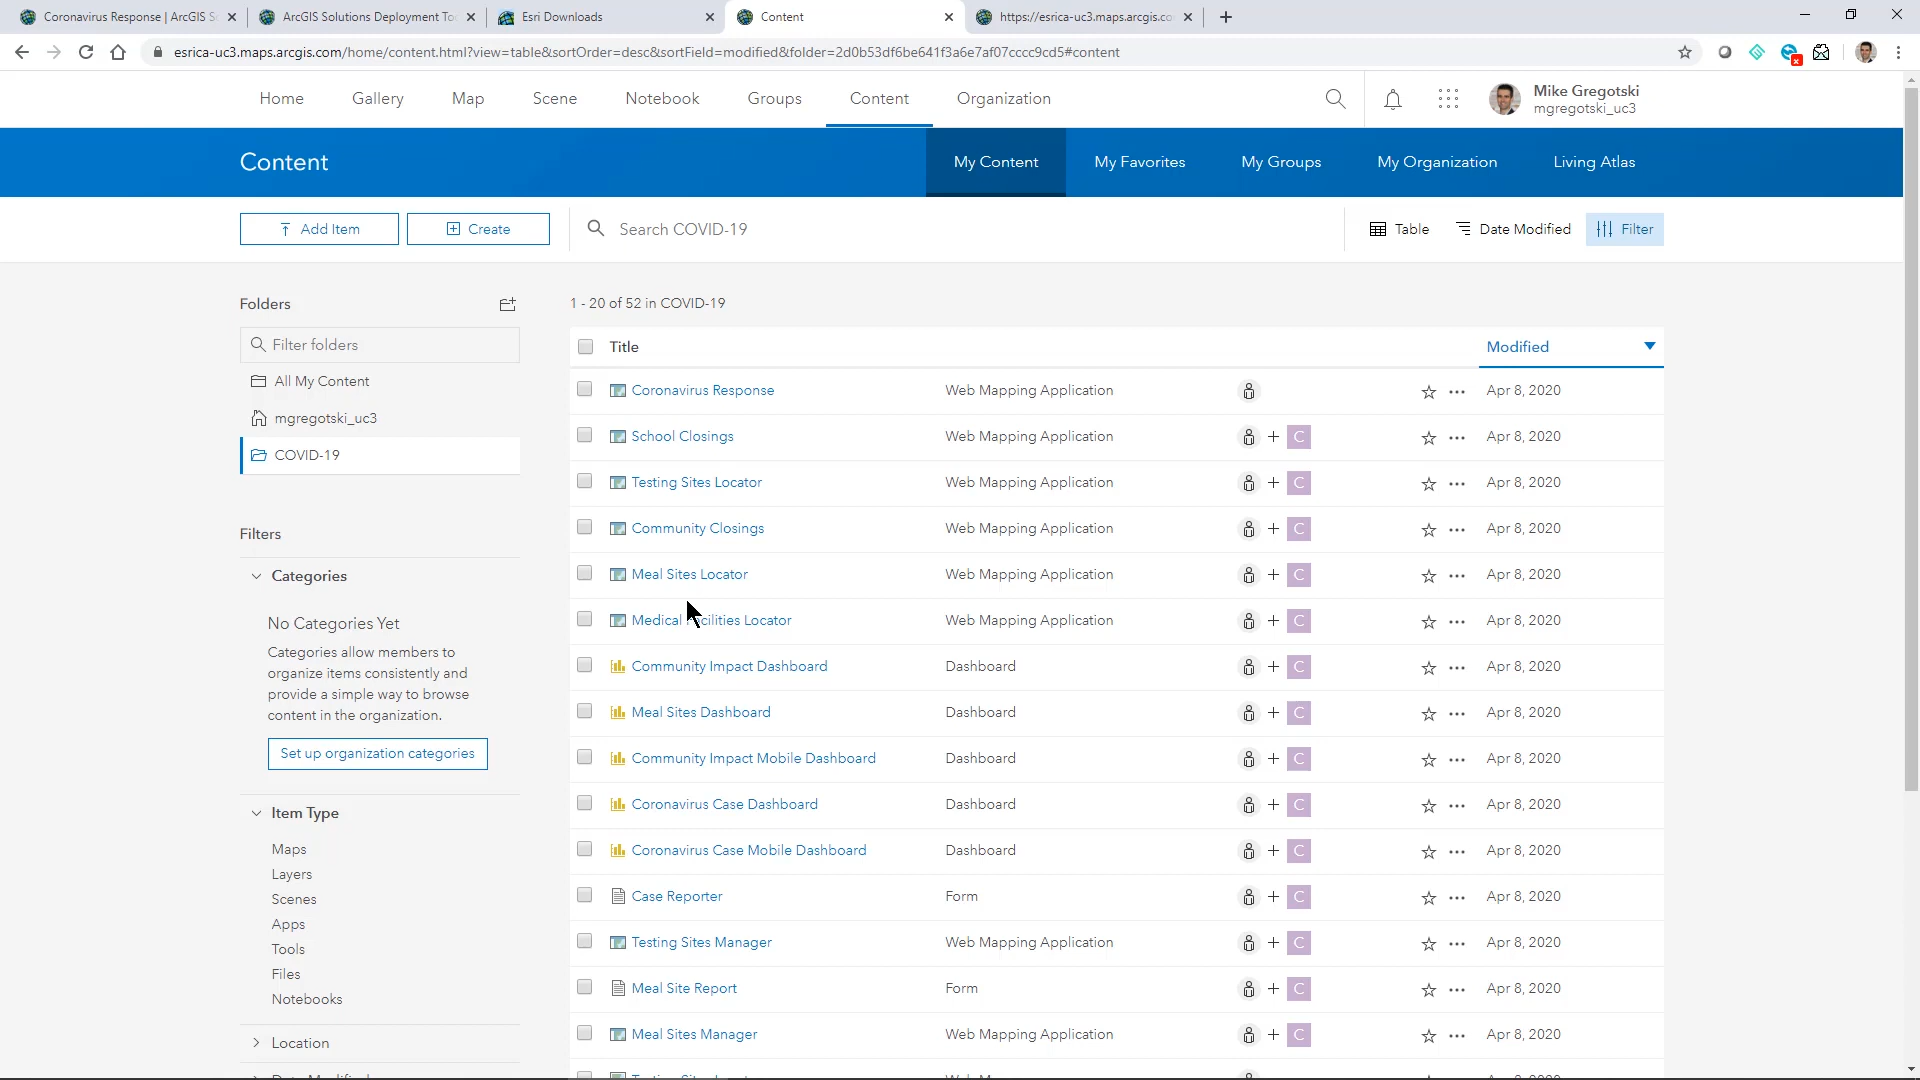 Coronavirus Response | ArcGIS S
ArcGIS Solutions Deployment To
Esri Downloads
Content
https://esrica-uc3.maps.arcgis.co
esrica-uc3.maps.arcgis.com/home/content.html?view=table&sortOrder=desc&sortField=modified&folder=2d0b53df6be641f3a6e7af07cccc9cd5#content
Home
Gallery
Map
Scene
Notebook
Groups
Content
Organization
Mike Gregotski
mgregotski_uc3
Content
My Content
My Favorites
My Groups
My Organization
Living Atlas
Add Item
Create
Search COVID-19
Table
Date Modified
Filter
Folders
Filter folders
All My Content
mgregotski_uc3
COVID-19
Filters
Categories
No Categories Yet
Categories allow members to
organize items consistently and
provide a simple way to browse
content in the organization.
Set up organization categories
Item Type
Maps
Layers
Scenes
Apps
Tools
Files
Notebooks
Location
1 - 20 of 52 in COVID-19
Title Modified
Coronavirus Response Web Mapping Application Apr 8, 2020
School Closings Web Mapping Application + C Apr 8, 2020
Testing Sites Locator Web Mapping Application + C Apr 8, 2020
Community Closings Web Mapping Application + C Apr 8, 2020
Meal Sites Locator Web Mapping Application + C Apr 8, 2020
Medical Facilities Locator Web Mapping Application + C Apr 8, 2020
Community Impact Dashboard Dashboard + C Apr 8, 2020
Meal Sites Dashboard Dashboard + C Apr 8, 2020
Community Impact Mobile Dashboard Dashboard + C Apr 8, 2020
Coronavirus Case Dashboard Dashboard + C Apr 8, 2020
Coronavirus Case Mobile Dashboard Dashboard + C Apr 8, 2020
Case Reporter Form + C Apr 8, 2020
Testing Sites Manager Web Mapping Application + C Apr 8, 2020
Meal Site Report Form + C Apr 8, 2020
Meal Sites Manager Web Mapping Application + C Apr 8, 2020